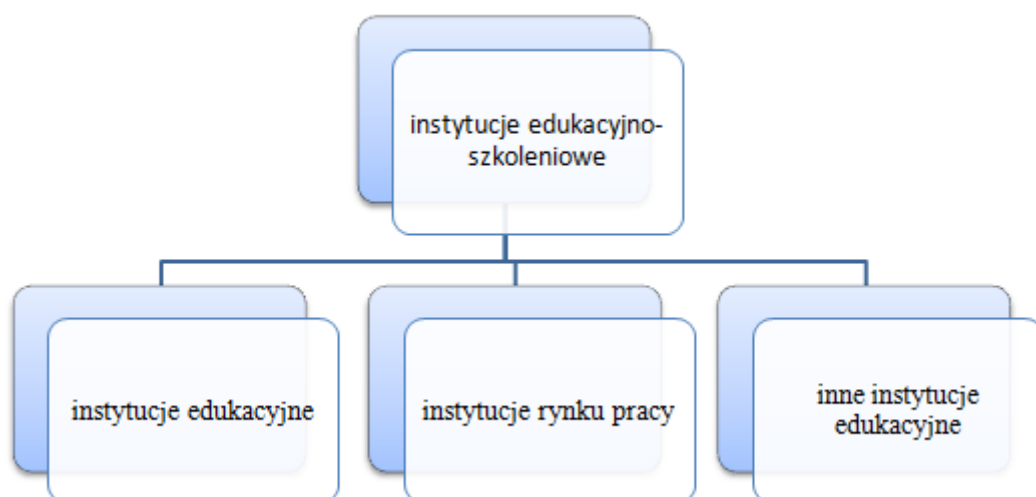 instytucje edukacyjno-
szkoleniowe
instytucje edukacyjne
instytucje rynku pracy
inne instytucje
edukacyjne